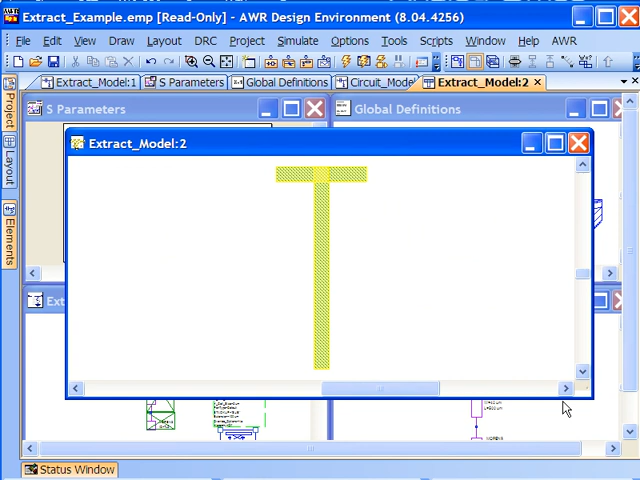 Extract_Example.emp [Read-Only] - AWR Design Environment (8.04.4256)
File Edit View Draw Layout DRC Project Simulate Options Tools Scripts Window Help AWR
Extract_Model:1 S Parameters Global Definitions Circuit_Mode Extract_Model:2
Project
Layout
Elements
S Parameters
Global Definitions
Extract_Model:2
Ext
Status Window